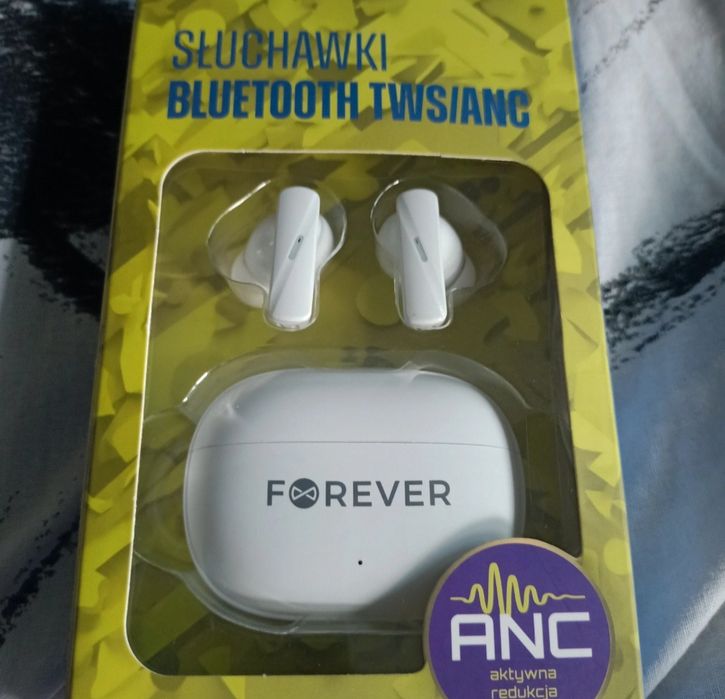 SŁUCHAWKI
BLUETOOTH TWS/ANC
FOREVER
ANC
aktywna
redukcja